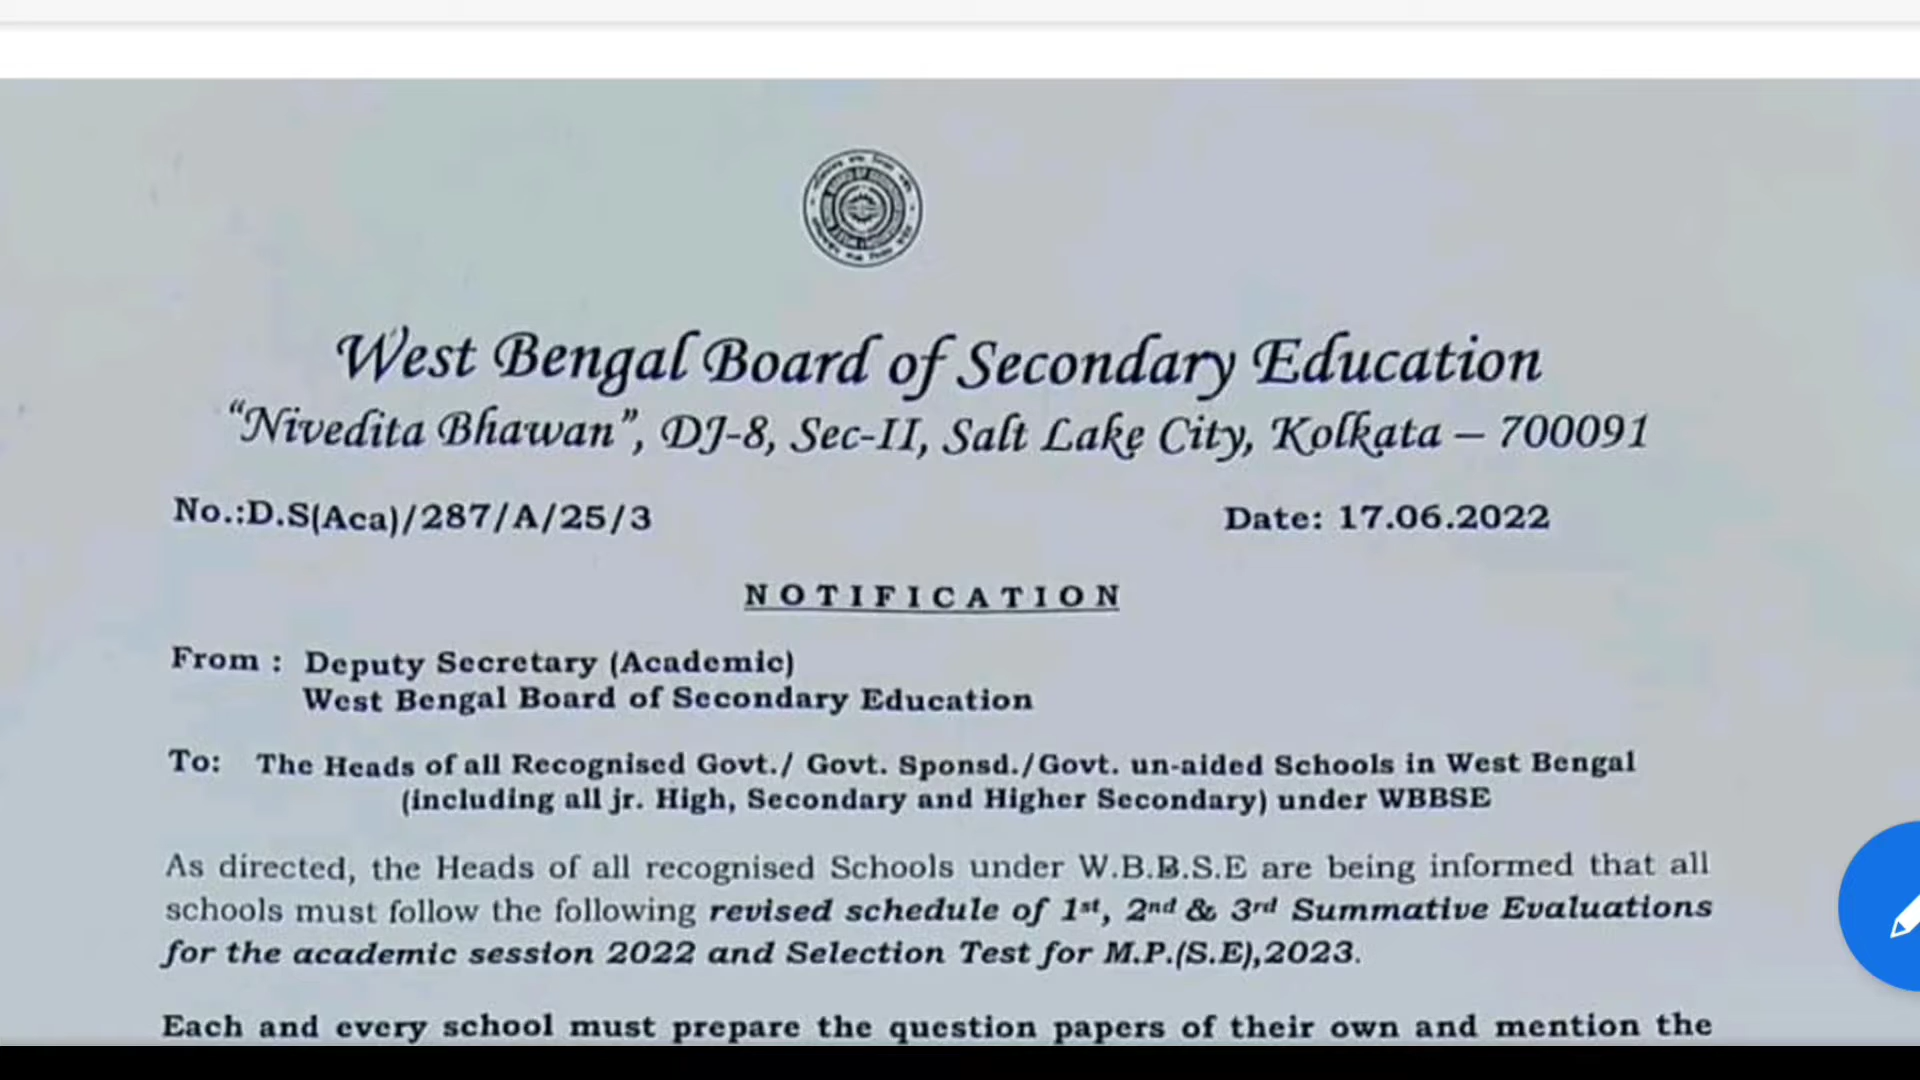 West Bengal Board of Secondary Education
“Nivedita Bhawan”, DJ-8, Sec-II, Salt Lake City, Kolkata – 700091
No.:D.S(Aca)/287/A/25/3 Date: 17.06.2022
NOTIFICATION
From : Deputy Secretary (Academic)
West Bengal Board of Secondary Education
To: The Heads of all Recognised Govt./ Govt. Sponsd./Govt. un-aided Schools in West Bengal
(including all jr. High, Secondary and Higher Secondary) under WBBSE
As directed, the Heads of all recognised Schools under W.B.B.S.E are being informed that all
schools must follow the following revised schedule of 1st, 2nd & 3rd Summative Evaluations
for the academic session 2022 and Selection Test for M.P.(S.E),2023.
Each and every school must prepare the question papers of their own and mention the